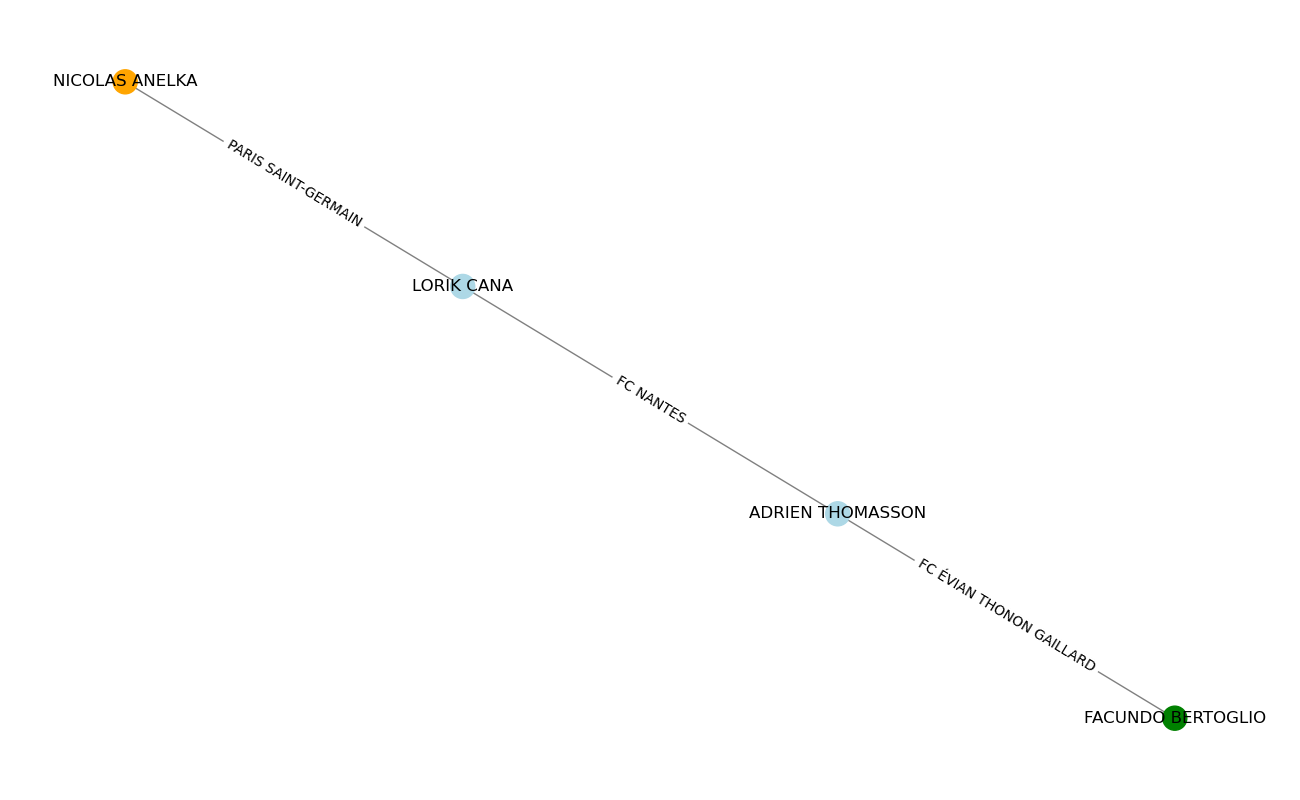 NICOLAS ANELKA
PARIS SAINT-GERMAIN
LORIK CANA
FC NANTES
ADRIEN THOMASSON
FC ÉVIAN THONON GAILLARD
FACUNDO BERTOGLIO